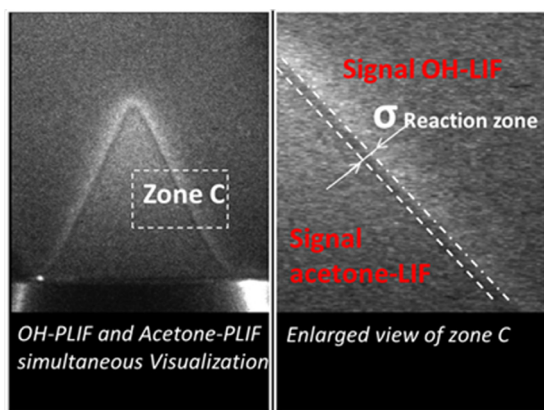 Zone C
OH-PLIF and Acetone-PLIF
simultaneous Visualization
Signal OH-LIF
σ Reaction zone
Signal
acetone-LIF
Enlarged view of zone C